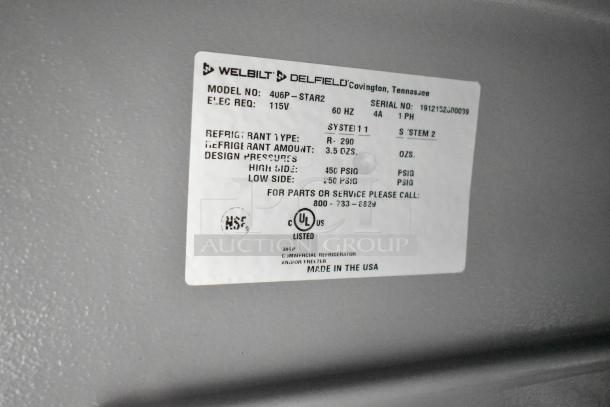 WELBILT DELFIELD Covington, Tennessee
MODEL NO: 406P-STAR2
SERIAL NO:
ELEC REQ: 115V 60 HZ 4A 1 PH
SYSTEM 1 SYSTEM 2
REFRIGERANT TYPE: R-290
REFRIGERANT AMOUNT: 3.5 OZS. OZS.
DESIGN PRESSURES
HIGH SIDE: 450 PSIG PSIG
LOW SIDE: 250 PSIG PSIG
FOR PARTS OR SERVICE PLEASE CALL:
800-733-8829
NSF
C UL US
LISTED
PCI
AUCTION GROUP
COMMERCIAL REFRIGERATOR
AND/OR FREEZER
MADE IN THE USA